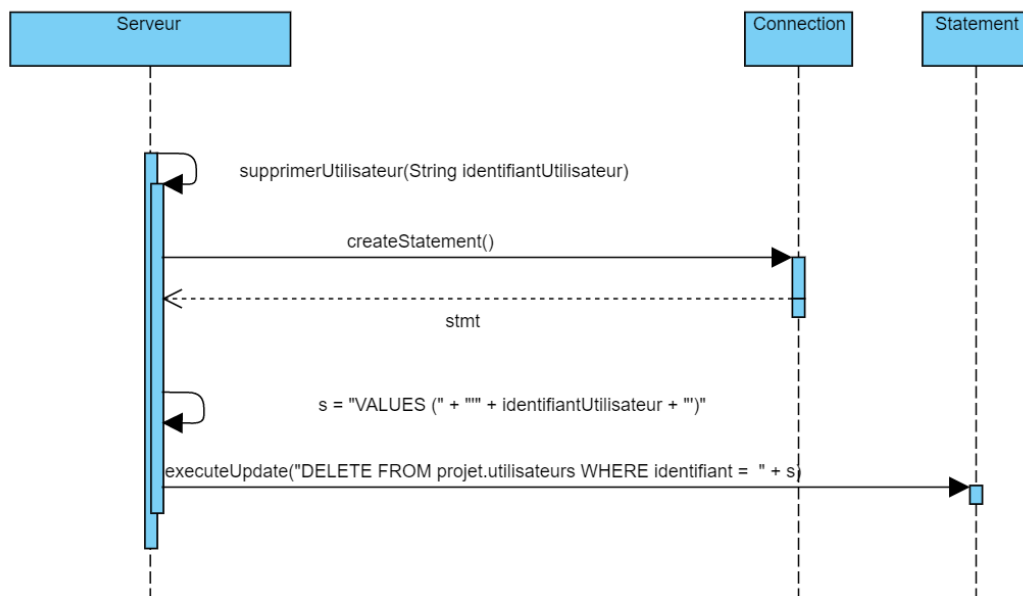 Serveur
Connection
Statement
supprimerUtilisateur(String identifiantUtilisateur)
createStatement()
stmt
s = "VALUES (" + "'" + identifiantUtilisateur + "')"
executeUpdate("DELETE FROM projet.utilisateurs WHERE identifiant =  " + s)